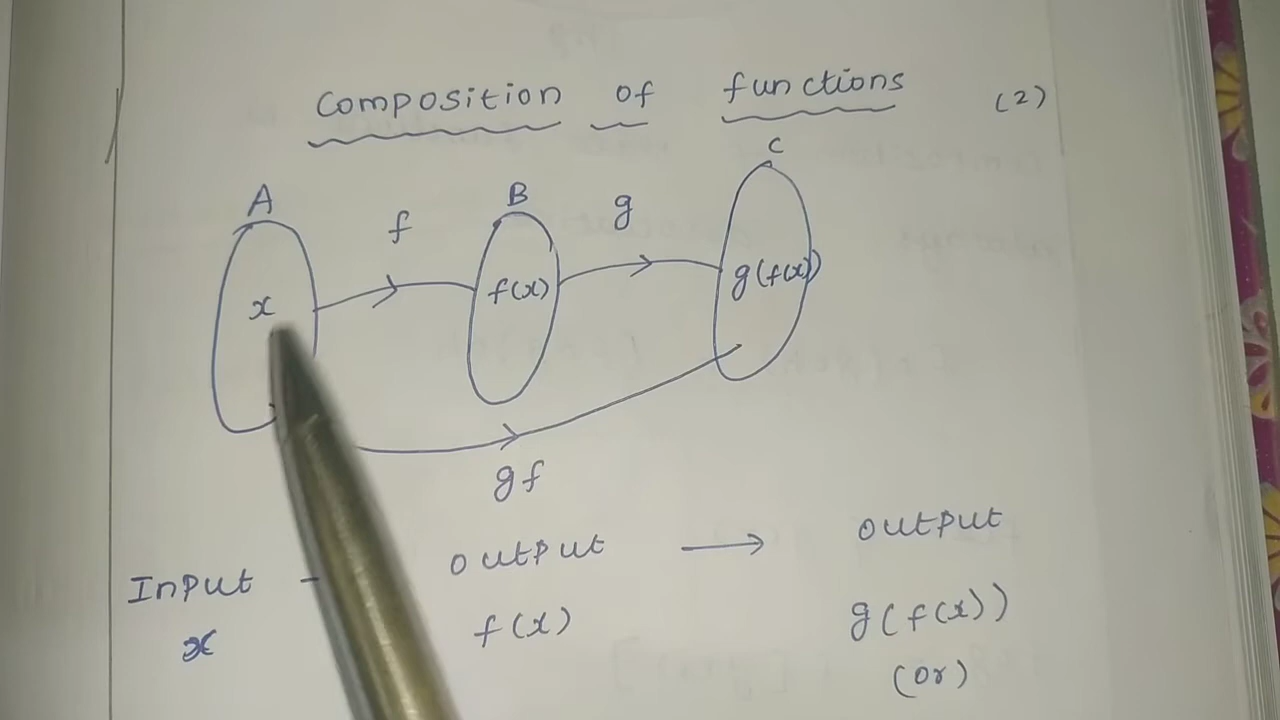 composition of functions (2)
A f B g C
x f(x) g(f(x))
gf
Input output → output
x f(x) g(f(x))
(or)